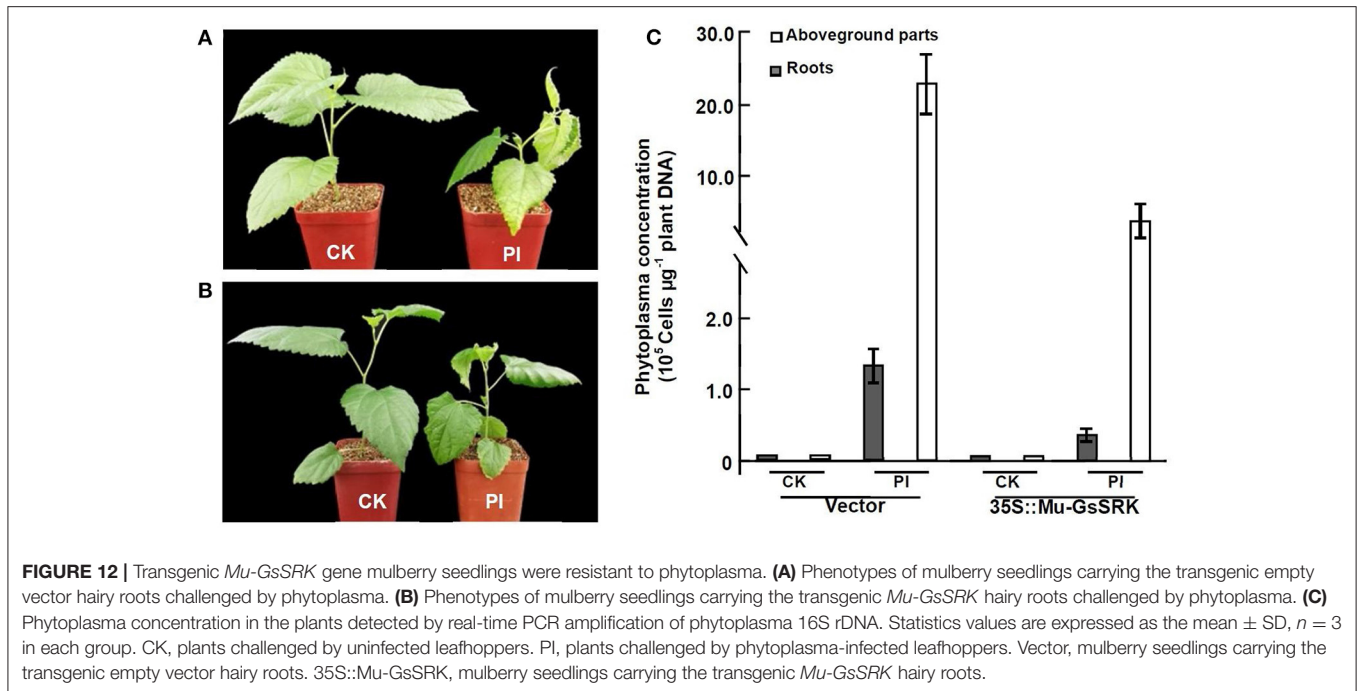 A
CK
PI
B
CK
PI
C
30.0
20.0
10.0
2.0
1.0
0
Phytoplasma concentration
(10⁵ Cells µg⁻¹ plant DNA)
Aboveground parts
Roots
CK
PI
CK
PI
Vector
35S::Mu-GsSRK
FIGURE 12 | Transgenic Mu-GsSRK gene mulberry seedlings were resistant to phytoplasma. (A) Phenotypes of mulberry seedlings carrying the transgenic empty
vector hairy roots challenged by phytoplasma. (B) Phenotypes of mulberry seedlings carrying the transgenic Mu-GsSRK hairy roots challenged by phytoplasma. (C)
Phytoplasma concentration in the plants detected by real-time PCR amplification of phytoplasma 16S rDNA. Statistics values are expressed as the mean ± SD, n = 3
in each group. CK, plants challenged by uninfected leafhoppers. PI, plants challenged by phytoplasma-infected leafhoppers. Vector, mulberry seedlings carrying the
transgenic empty vector hairy roots. 35S::Mu-GsSRK, mulberry seedlings carrying the transgenic Mu-GsSRK hairy roots.